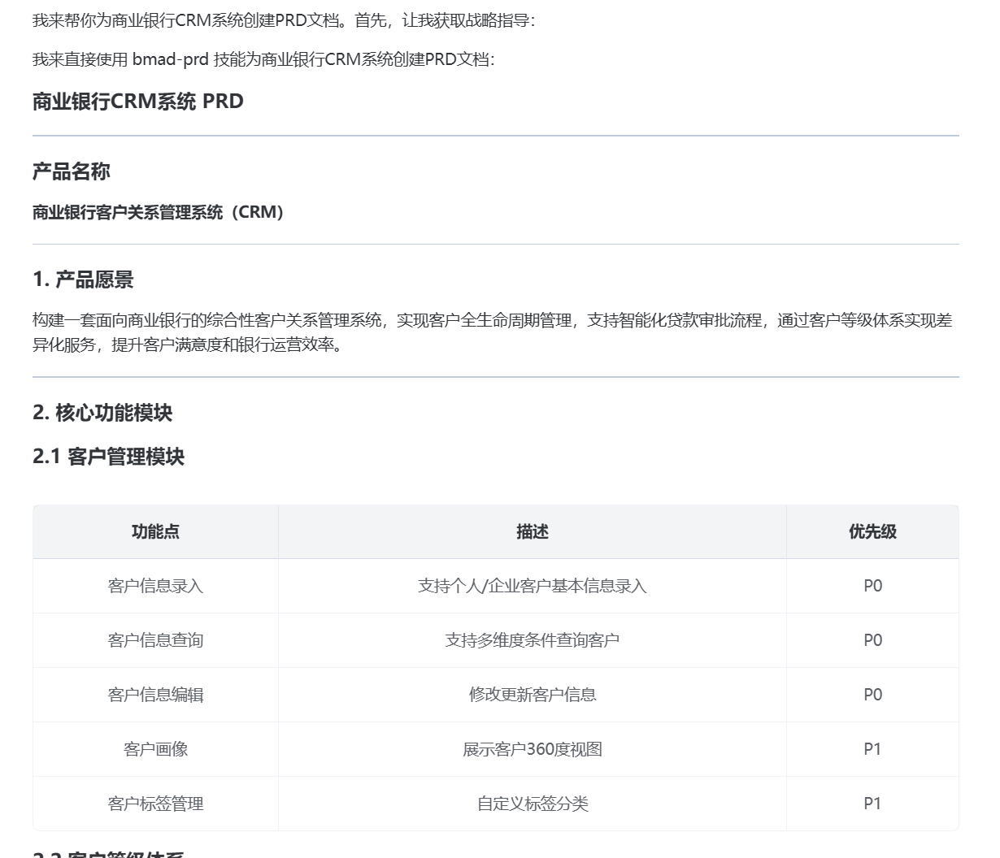 我来帮你为商业银行CRM系统创建PRD文档。首先，让我获取战略指导：
我来直接使用 bmad-prd 技能为商业银行CRM系统创建PRD文档：
商业银行CRM系统 PRD
产品名称
商业银行客户关系管理系统（CRM）
1. 产品愿景
构建一套面向商业银行的综合性客户关系管理系统，实现客户全生命周期管理，支持智能化贷款审批流程，通过客户等级体系实现差
异化服务，提升客户满意度和银行运营效率。
2. 核心功能模块
2.1 客户管理模块
功能点 描述 优先级
客户信息录入 支持个人/企业客户基本信息录入 P0
客户信息查询 支持多维度条件查询客户 P0
客户信息编辑 修改更新客户信息 P0
客户画像 展示客户360度视图 P1
客户标签管理 自定义标签分类 P1
2.2 客户等级体系